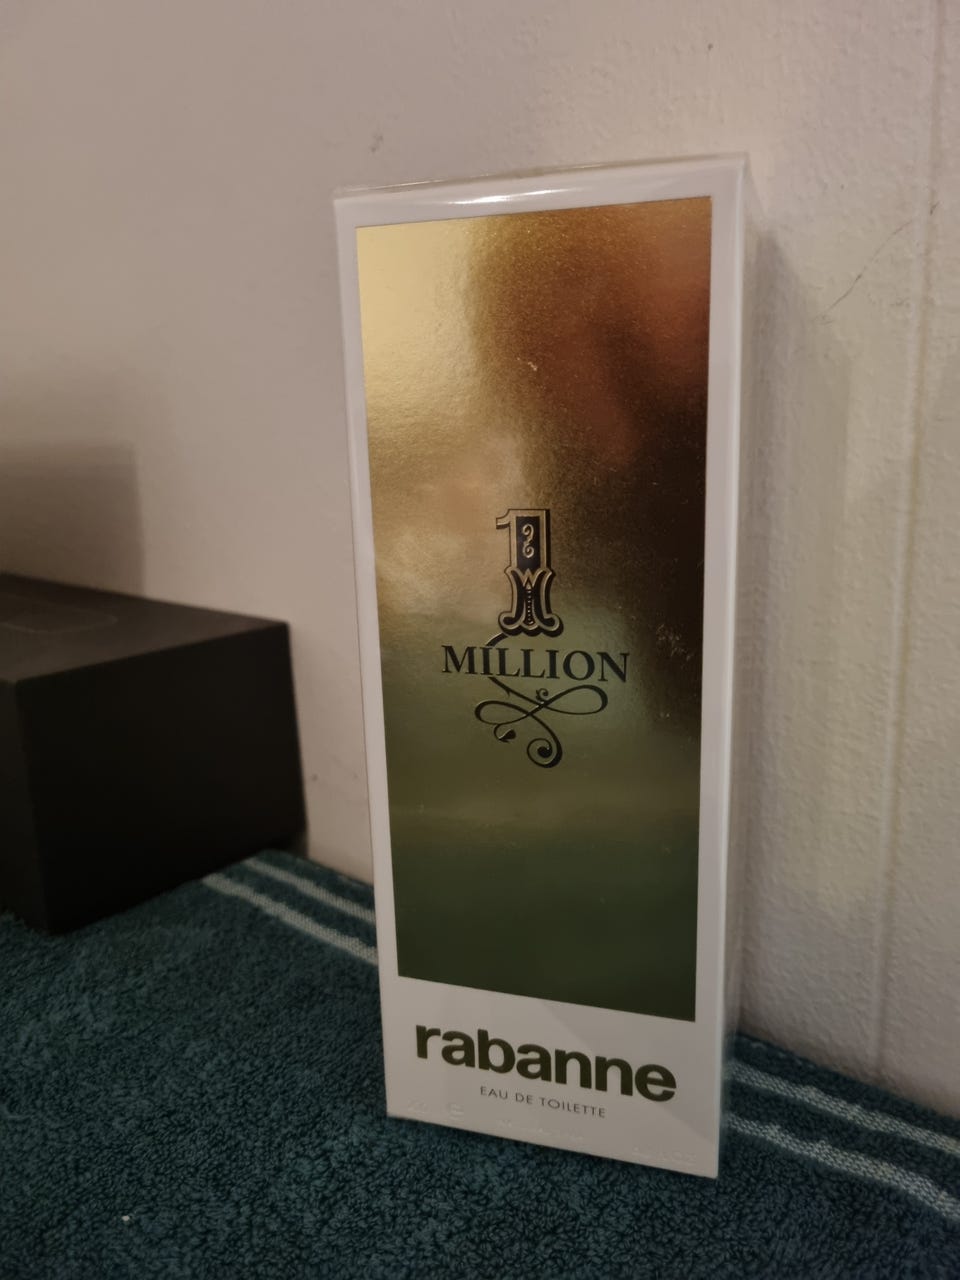 1
MILLION
rabanne
EAU DE TOILETTE